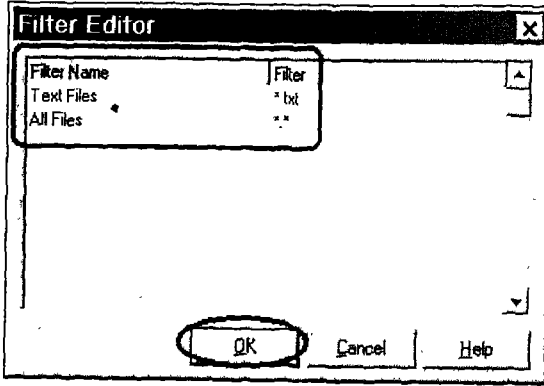 Filter Editor
Filter Name Filter
Text Files *.txt
All Files *.*
OK Cancel Help